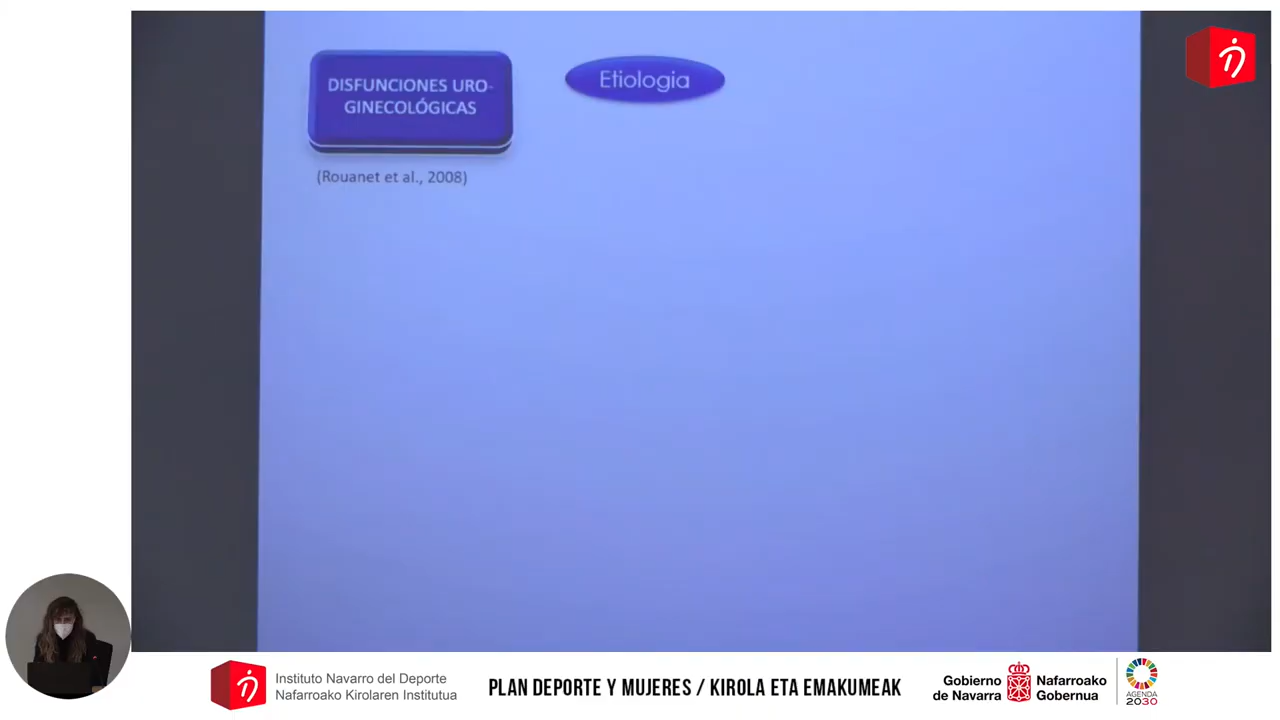 DISFUNCIONES URO-
GINECOLÓGICAS
Etiologia
(Rouanet et al., 2008)
Instituto Navarro del Deporte
Nafarroako Kirolaren Institutua
PLAN DEPORTE Y MUJERES / KIROLA ETA EMAKUMEAK
Gobierno
de Navarra
Nafarroako
Gobernua
AGENDA
2030